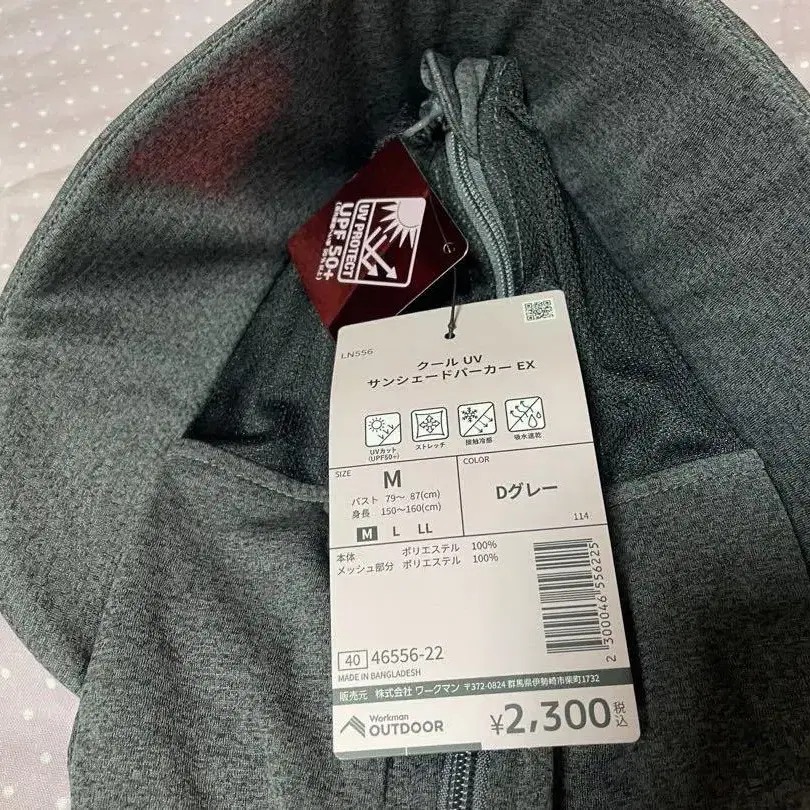 UV PROTECT
UPF 50+
LN556
クール UV
サンシェードパーカー EX
UVカット
(UPF50+)
ストレッチ
接触冷感
吸水速乾
SIZE
M
バスト 79〜 87(cm)
身長 150〜160(cm)
M L LL
COLOR
Dグレー
114
本体 ポリエステル 100%
メッシュ部分 ポリエステル 100%
2 300046 556225
40 46556-22
MADE IN BANGLADESH
販売元 株式会社 ワークマン 〒372-0824 群馬県伊勢崎市柴町1732
Workman
OUTDOOR
¥2,300税込